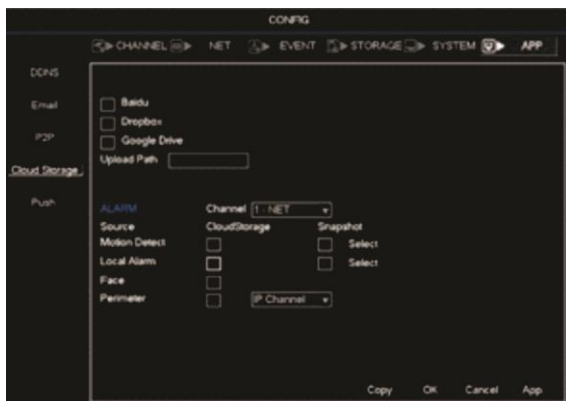 CONFIG
CHANNEL NET EVENT STORAGE SYSTEM APP
DDNS
Email
P2P
Cloud Storage
Push
Baidu
Dropbox
Google Drive
Upload Path
ALARM Channel 1 - NET
Source CloudStorage Snapshot
Motion Detect Select
Local Alarm Select
Face
Perimeter IP Channel
Copy OK Cancel App